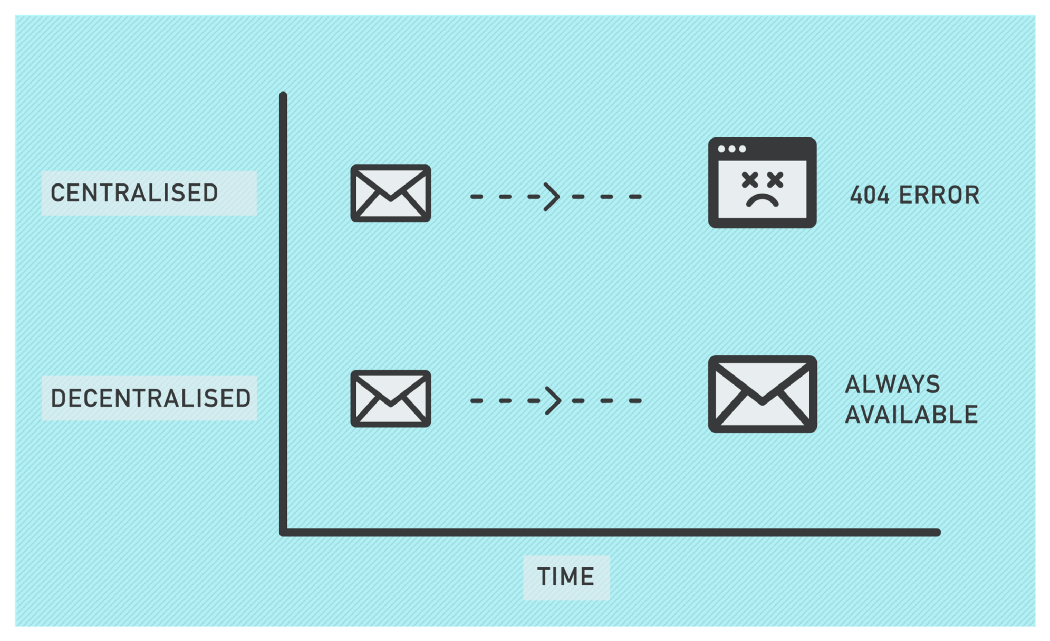 CENTRALISED
404 ERROR
DECENTRALISED
ALWAYS
AVAILABLE
TIME